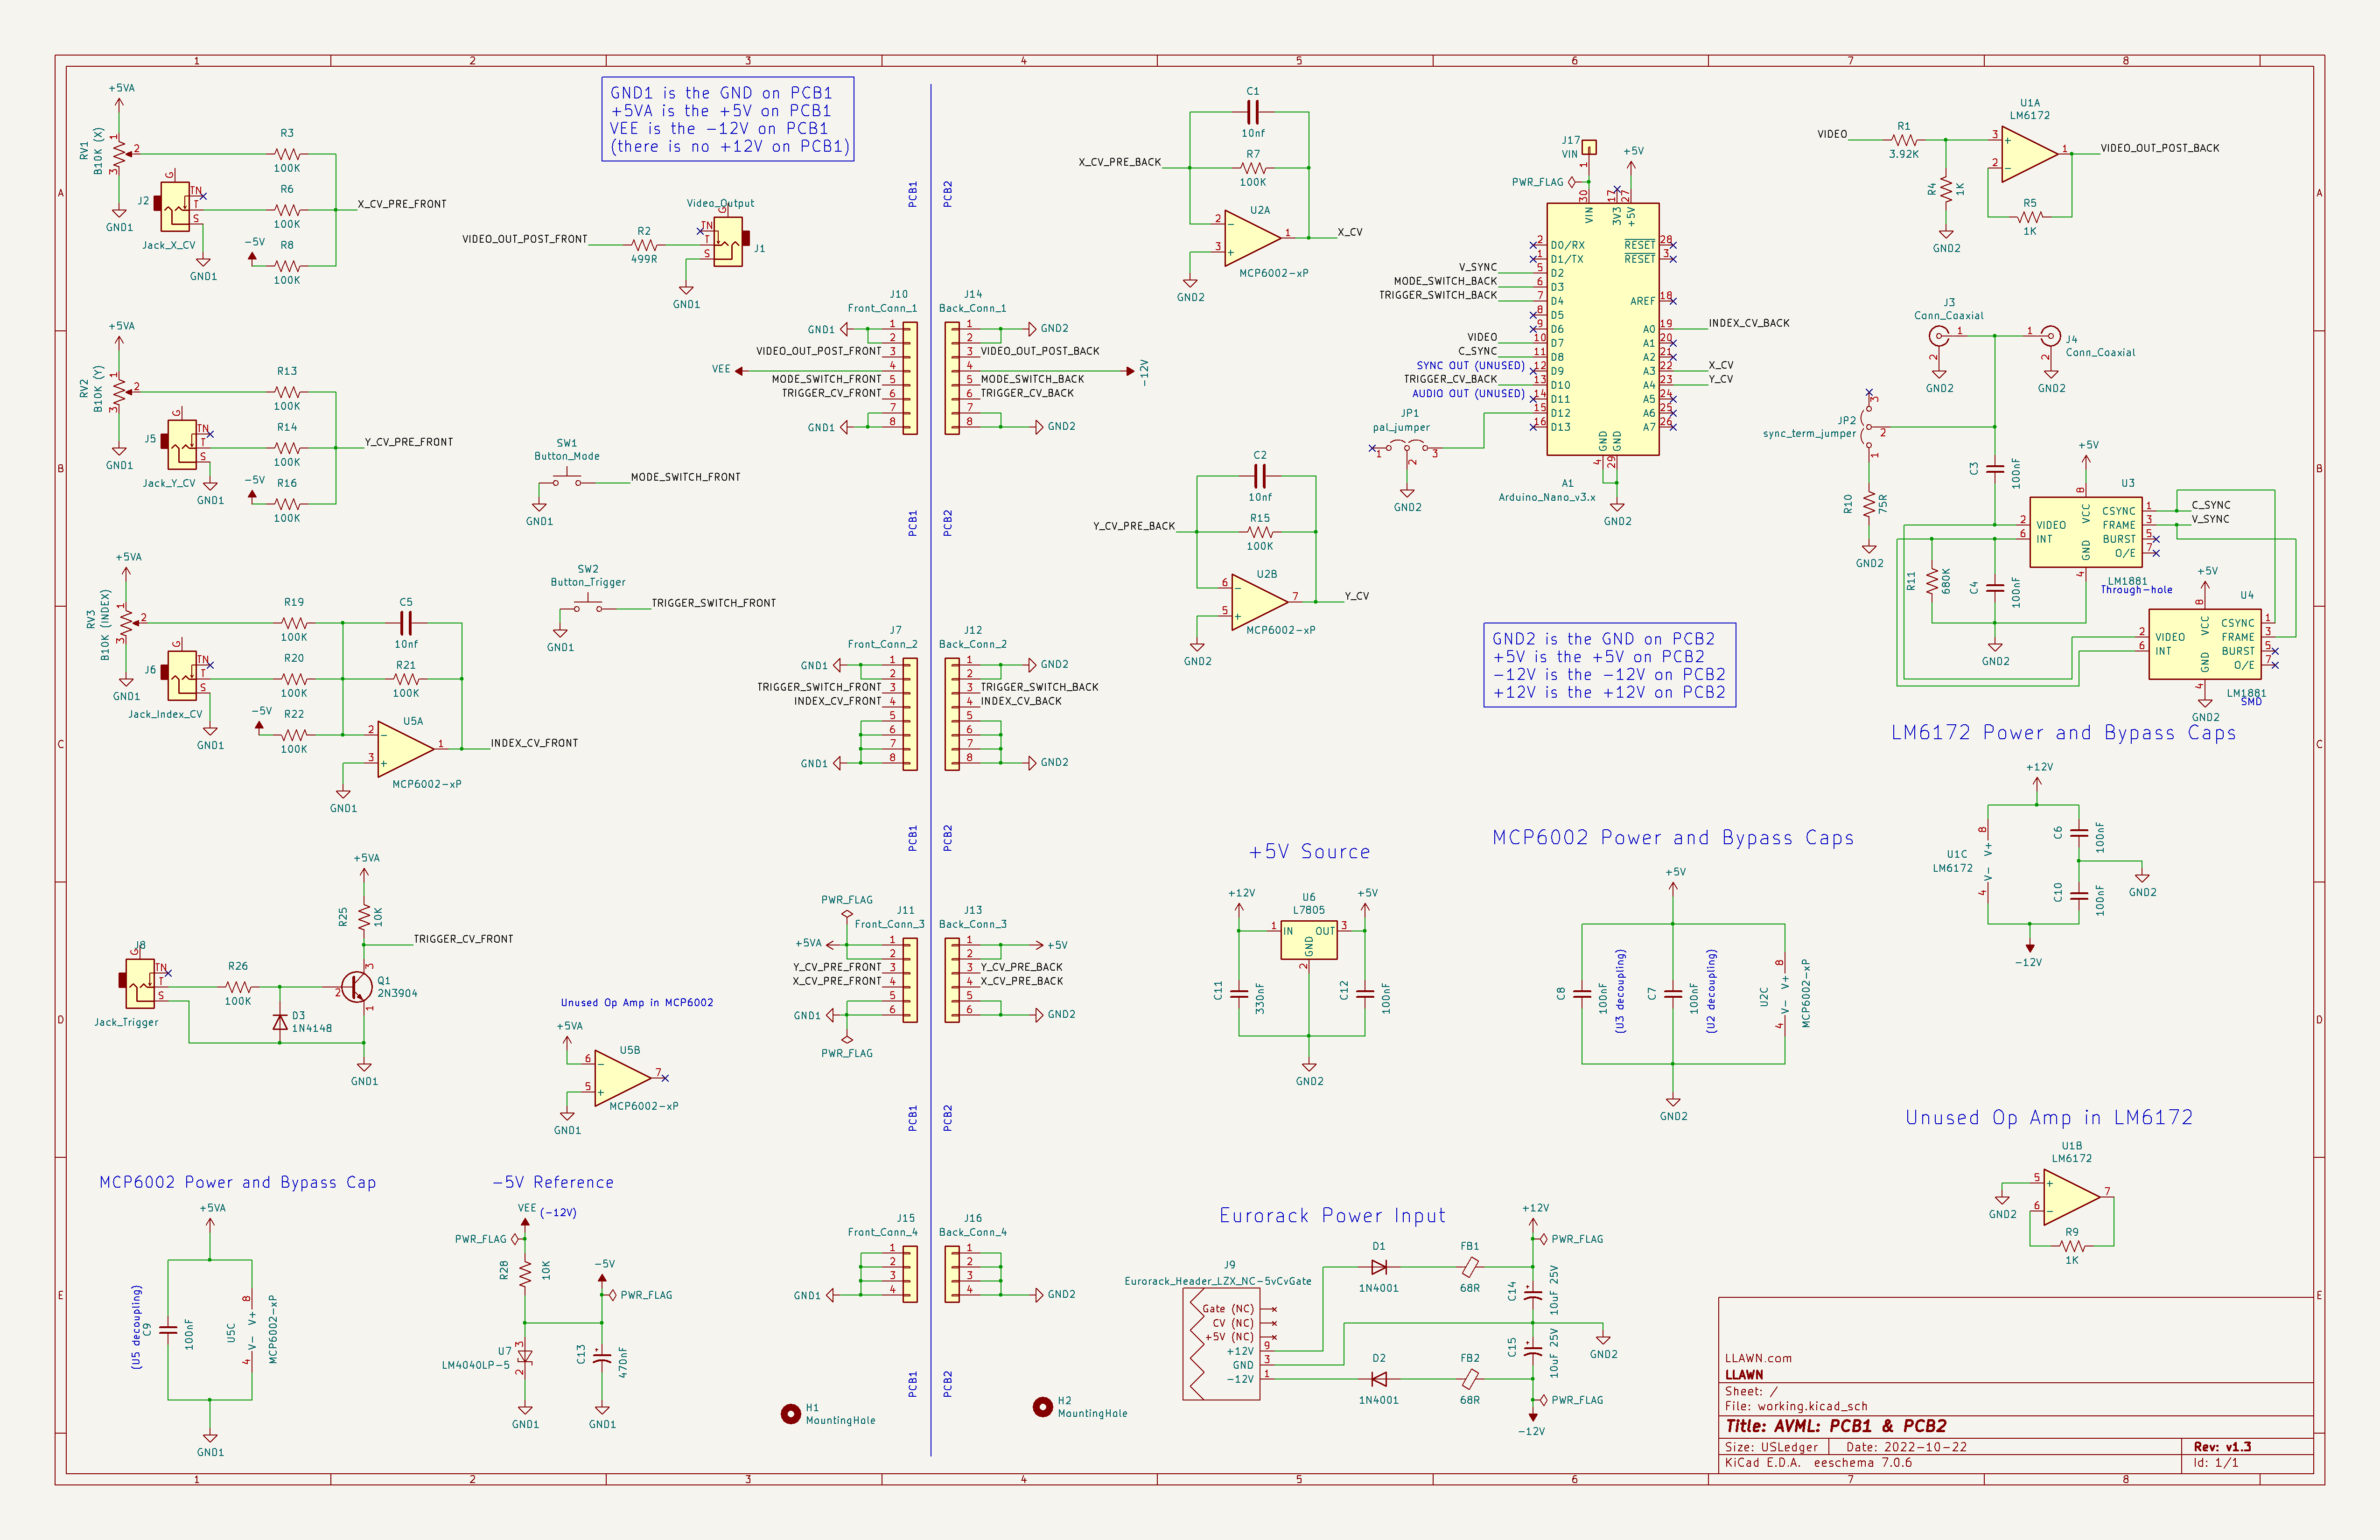 GND1 is the GND on PCB1
+5VA is the +5V on PCB1
VEE is the -12V on PCB1
(there is no +12V on PCB1)
+5VA
RV1
B10K (X)
R3
100K
R6
100K
R8
100K
J2
Jack_X_CV
-5V
GND1
X_CV_PRE_FRONT
VIDEO_OUT_POST_FRONT
R2
499R
Video_Output
J1
GND1
+5VA
RV2
B10K (Y)
R13
100K
R14
100K
R16
100K
J5
Jack_Y_CV
-5V
GND1
Y_CV_PRE_FRONT
SW1
Button_Mode
MODE_SWITCH_FRONT
GND1
SW2
Button_Trigger
TRIGGER_SWITCH_FRONT
GND1
+5VA
RV3
B10K (INDEX)
R19
100K
R20
100K
R22
100K
C5
10nf
R21
100K
J6
Jack_Index_CV
-5V
GND1
U5A
MCP6002-xP
INDEX_CV_FRONT
GND1
+5VA
R25
10K
TRIGGER_CV_FRONT
J8
Jack_Trigger
R26
100K
D3
1N4148
Q1
2N3904
GND1
Unused Op Amp in MCP6002
+5VA
U5B
MCP6002-xP
GND1
MCP6002 Power and Bypass Cap
+5VA
(U5 decoupling)
C9
100nF
U5C
MCP6002-xP
V+
V-
GND1
-5V Reference
VEE
(-12V)
PWR_FLAG
R28
10K
-5V
PWR_FLAG
U7
LM4040LP-5
C13
470nF
GND1
GND1
H1
MountingHole
H2
MountingHole
PCB1
PCB2
J10
Front_Conn_1
GND1
VIDEO_OUT_POST_FRONT
VEE
MODE_SWITCH_FRONT
TRIGGER_CV_FRONT
GND1
J14
Back_Conn_1
GND2
VIDEO_OUT_POST_BACK
-12V
MODE_SWITCH_BACK
TRIGGER_CV_BACK
GND2
PCB1
PCB2
J7
Front_Conn_2
GND1
TRIGGER_SWITCH_FRONT
INDEX_CV_FRONT
GND1
J12
Back_Conn_2
GND2
TRIGGER_SWITCH_BACK
INDEX_CV_BACK
GND2
PCB1
PCB2
PWR_FLAG
J11
Front_Conn_3
+5VA
Y_CV_PRE_FRONT
X_CV_PRE_FRONT
GND1
PWR_FLAG
J13
Back_Conn_3
+5V
Y_CV_PRE_BACK
X_CV_PRE_BACK
GND2
PCB1
PCB2
J15
Front_Conn_4
GND1
J16
Back_Conn_4
GND2
PCB1
PCB2
C1
10nf
X_CV_PRE_BACK
R7
100K
U2A
MCP6002-xP
X_CV
GND2
C2
10nf
Y_CV_PRE_BACK
R15
100K
U2B
MCP6002-xP
Y_CV
GND2
J17
VIN
PWR_FLAG
+5V
VIN
3V3
+5V
D0/RX
D1/TX
D2
D3
D4
D5
D6
D7
D8
D9
D10
D11
D12
D13
RESET
RESET
AREF
A0
A1
A2
A3
A4
A5
A6
A7
GND
GND
V_SYNC
MODE_SWITCH_BACK
TRIGGER_SWITCH_BACK
VIDEO
C_SYNC
SYNC OUT (UNUSED)
TRIGGER_CV_BACK
AUDIO OUT (UNUSED)
INDEX_CV_BACK
X_CV
Y_CV
JP1
pal_jumper
GND2
A1
Arduino_Nano_v3.x
GND2
GND2 is the GND on PCB2
+5V is the +5V on PCB2
-12V is the -12V on PCB2
+12V is the +12V on PCB2
VIDEO
R1
3.92K
R4
1K
GND2
U1A
LM6172
R5
1K
VIDEO_OUT_POST_BACK
J3
Conn_Coaxial
J4
Conn_Coaxial
GND2
GND2
JP2
sync_term_jumper
R10
75R
GND2
C3
100nF
+5V
U3
VIDEO
INT
VCC
GND
CSYNC
FRAME
BURST
O/E
C_SYNC
V_SYNC
LM1881
Through-hole
R11
680K
C4
100nF
GND2
+5V
U4
VIDEO
INT
VCC
GND
CSYNC
FRAME
BURST
O/E
LM1881
SMD
GND2
LM6172 Power and Bypass Caps
+12V
U1C
LM6172
V+
V-
C6
100nF
C10
100nF
GND2
-12V
+5V Source
+12V
U6
L7805
IN
OUT
GND
+5V
C11
330nF
C12
100nF
GND2
MCP6002 Power and Bypass Caps
+5V
C8
100nF
(U3 decoupling)
C7
100nF
(U2 decoupling)
U2C
V+
V-
MCP6002-xP
GND2
Unused Op Amp in LM6172
U1B
LM6172
GND2
R9
1K
Eurorack Power Input
J9
Eurorack_Header_LZX_NC-5vCvGate
Gate (NC)
CV (NC)
+5V (NC)
+12V
GND
-12V
D1
1N4001
FB1
68R
+12V
PWR_FLAG
C14
10uF 25V
GND2
C15
10uF 25V
D2
1N4001
FB2
68R
PWR_FLAG
-12V
LLAWN.com
LLAWN
Sheet: /
File: working.kicad_sch
Title: AVML: PCB1 & PCB2
Size: USLedger
Date: 2022-10-22
Rev: v1.3
KiCad E.D.A. eeschema 7.0.6
Id: 1/1